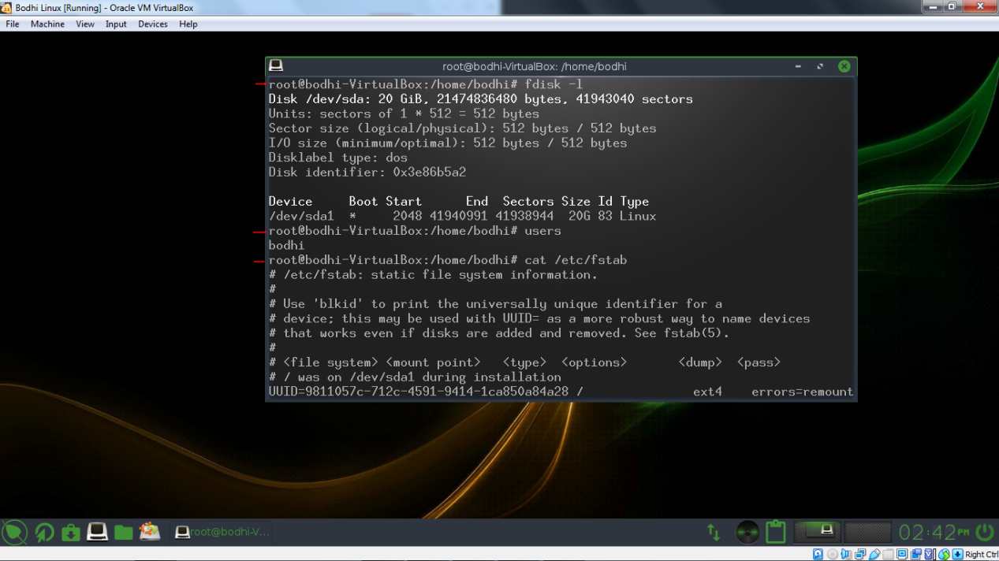 Bodhi Linux [Running] - Oracle VM VirtualBox
File Machine View Input Devices Help
root@bodhi-VirtualBox: /home/bodhi
root@bodhi-VirtualBox:/home/bodhi# fdisk -l
Disk /dev/sda: 20 GiB, 21474836480 bytes, 41943040 sectors
Units: sectors of 1 * 512 = 512 bytes
Sector size (logical/physical): 512 bytes / 512 bytes
I/O size (minimum/optimal): 512 bytes / 512 bytes
Disklabel type: dos
Disk identifier: 0x3e86b5a2
Device Boot Start End Sectors Size Id Type
/dev/sda1 * 2048 41940991 41938944 20G 83 Linux
root@bodhi-VirtualBox:/home/bodhi# users
bodhi
root@bodhi-VirtualBox:/home/bodhi# cat /etc/fstab
# /etc/fstab: static file system information.
#
# Use 'blkid' to print the universally unique identifier for a
# device; this may be used with UUID= as a more robust way to name devices
# that works even if disks are added and removed. See fstab(5).
#
# <file system> <mount point> <type> <options> <dump> <pass>
# / was on /dev/sda1 during installation
UUID=9811057c-712c-4591-9414-1ca850a84a28 / ext4 errors=remount
root@bodhi-V...
02:42PM
Right Ctrl